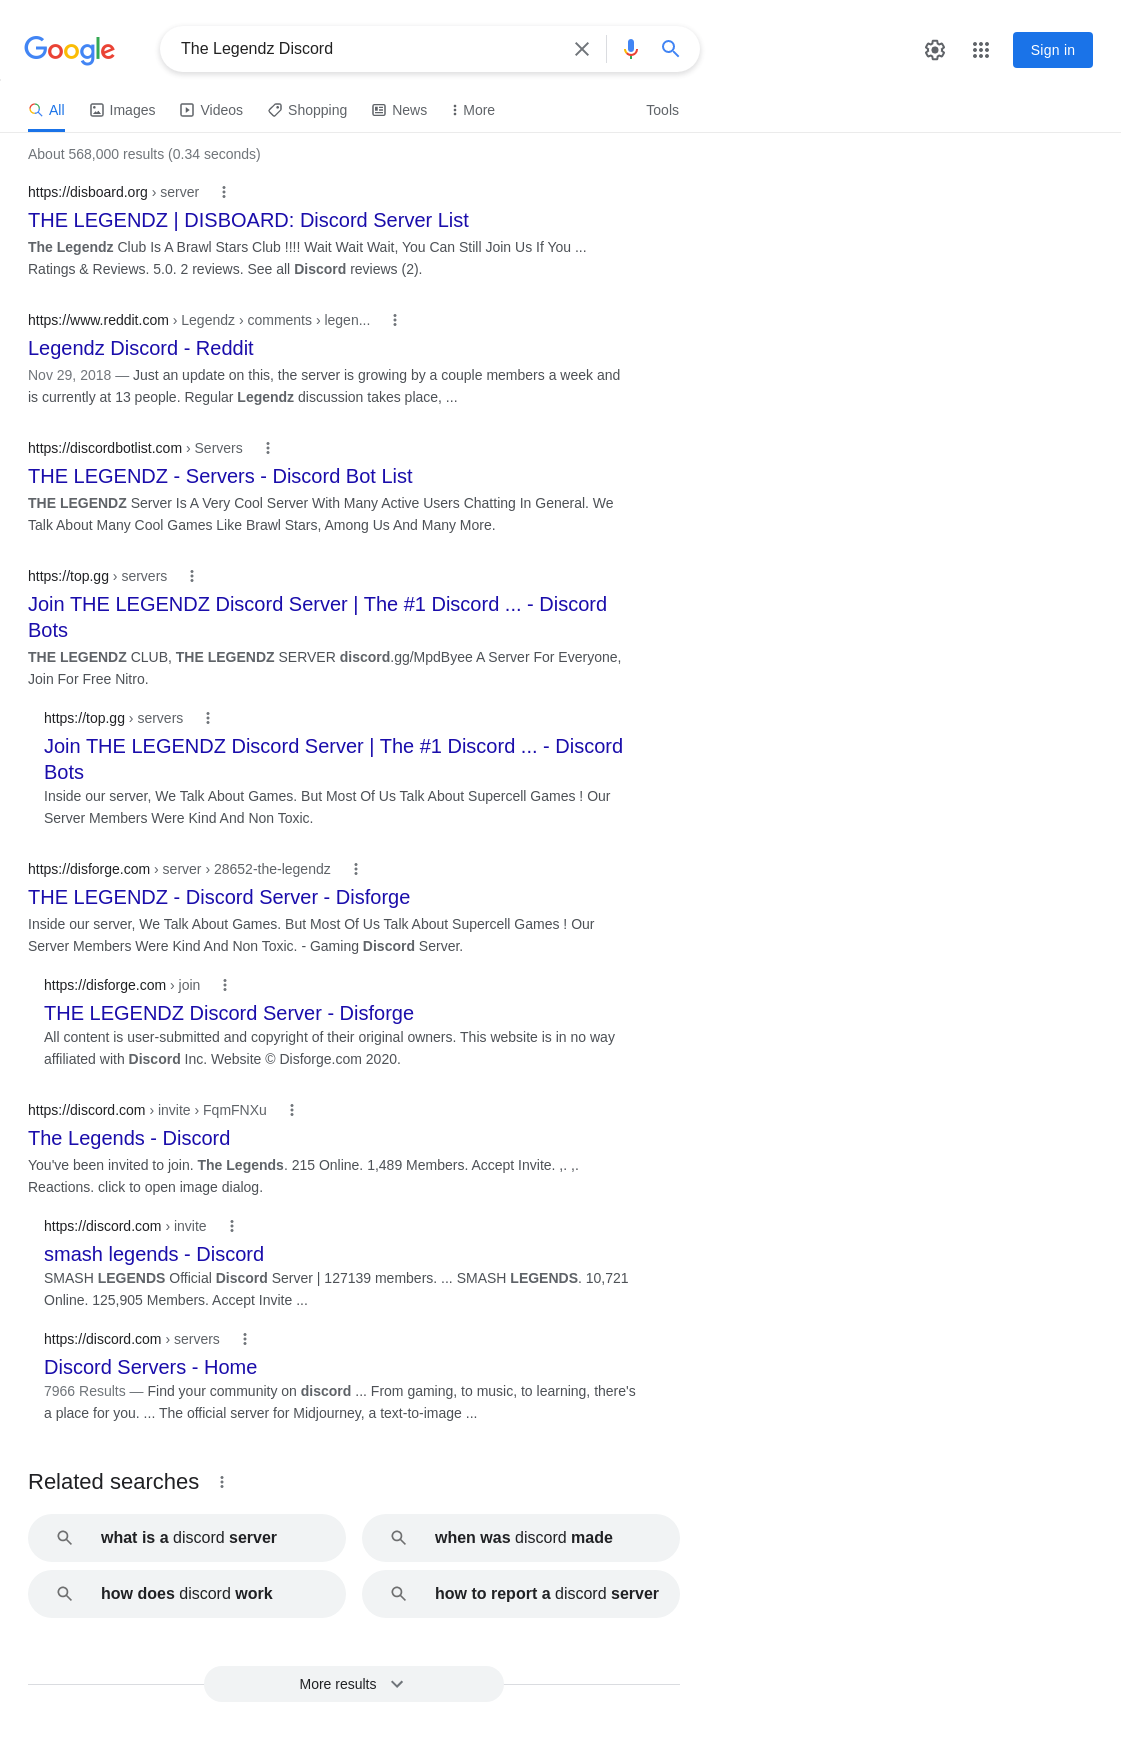 Google
The Legendz Discord
Sign in
All
Images
Videos
Shopping
News
More
Tools
About 568,000 results (0.34 seconds)
https://disboard.org › server
THE LEGENDZ | DISBOARD: Discord Server List
The Legendz Club Is A Brawl Stars Club !!!! Wait Wait Wait, You Can Still Join Us If You ...
Ratings & Reviews. 5.0. 2 reviews. See all Discord reviews (2).
https://www.reddit.com › Legendz › comments › legen...
Legendz Discord - Reddit
Nov 29, 2018 — Just an update on this, the server is growing by a couple members a week and
is currently at 13 people. Regular Legendz discussion takes place, ...
https://discordbotlist.com › Servers
THE LEGENDZ - Servers - Discord Bot List
THE LEGENDZ Server Is A Very Cool Server With Many Active Users Chatting In General. We
Talk About Many Cool Games Like Brawl Stars, Among Us And Many More.
https://top.gg › servers
Join THE LEGENDZ Discord Server | The #1 Discord ... - Discord
Bots
THE LEGENDZ CLUB, THE LEGENDZ SERVER discord.gg/MpdByee A Server For Everyone,
Join For Free Nitro.
https://top.gg › servers
Join THE LEGENDZ Discord Server | The #1 Discord ... - Discord
Bots
Inside our server, We Talk About Games. But Most Of Us Talk About Supercell Games ! Our
Server Members Were Kind And Non Toxic.
https://disforge.com › server › 28652-the-legendz
THE LEGENDZ - Discord Server - Disforge
Inside our server, We Talk About Games. But Most Of Us Talk About Supercell Games ! Our
Server Members Were Kind And Non Toxic. - Gaming Discord Server.
https://disforge.com › join
THE LEGENDZ Discord Server - Disforge
All content is user-submitted and copyright of their original owners. This website is in no way
affiliated with Discord Inc. Website © Disforge.com 2020.
https://discord.com › invite › FqmFNXu
The Legends - Discord
You've been invited to join. The Legends. 215 Online. 1,489 Members. Accept Invite. ,. ,.
Reactions. click to open image dialog.
https://discord.com › invite
smash legends - Discord
SMASH LEGENDS Official Discord Server | 127139 members. ... SMASH LEGENDS. 10,721
Online. 125,905 Members. Accept Invite ...
https://discord.com › servers
Discord Servers - Home
7966 Results — Find your community on discord ... From gaming, to music, to learning, there's
a place for you. ... The official server for Midjourney, a text-to-image ...
Related searches
what is a discord server
when was discord made
how does discord work
how to report a discord server
More results